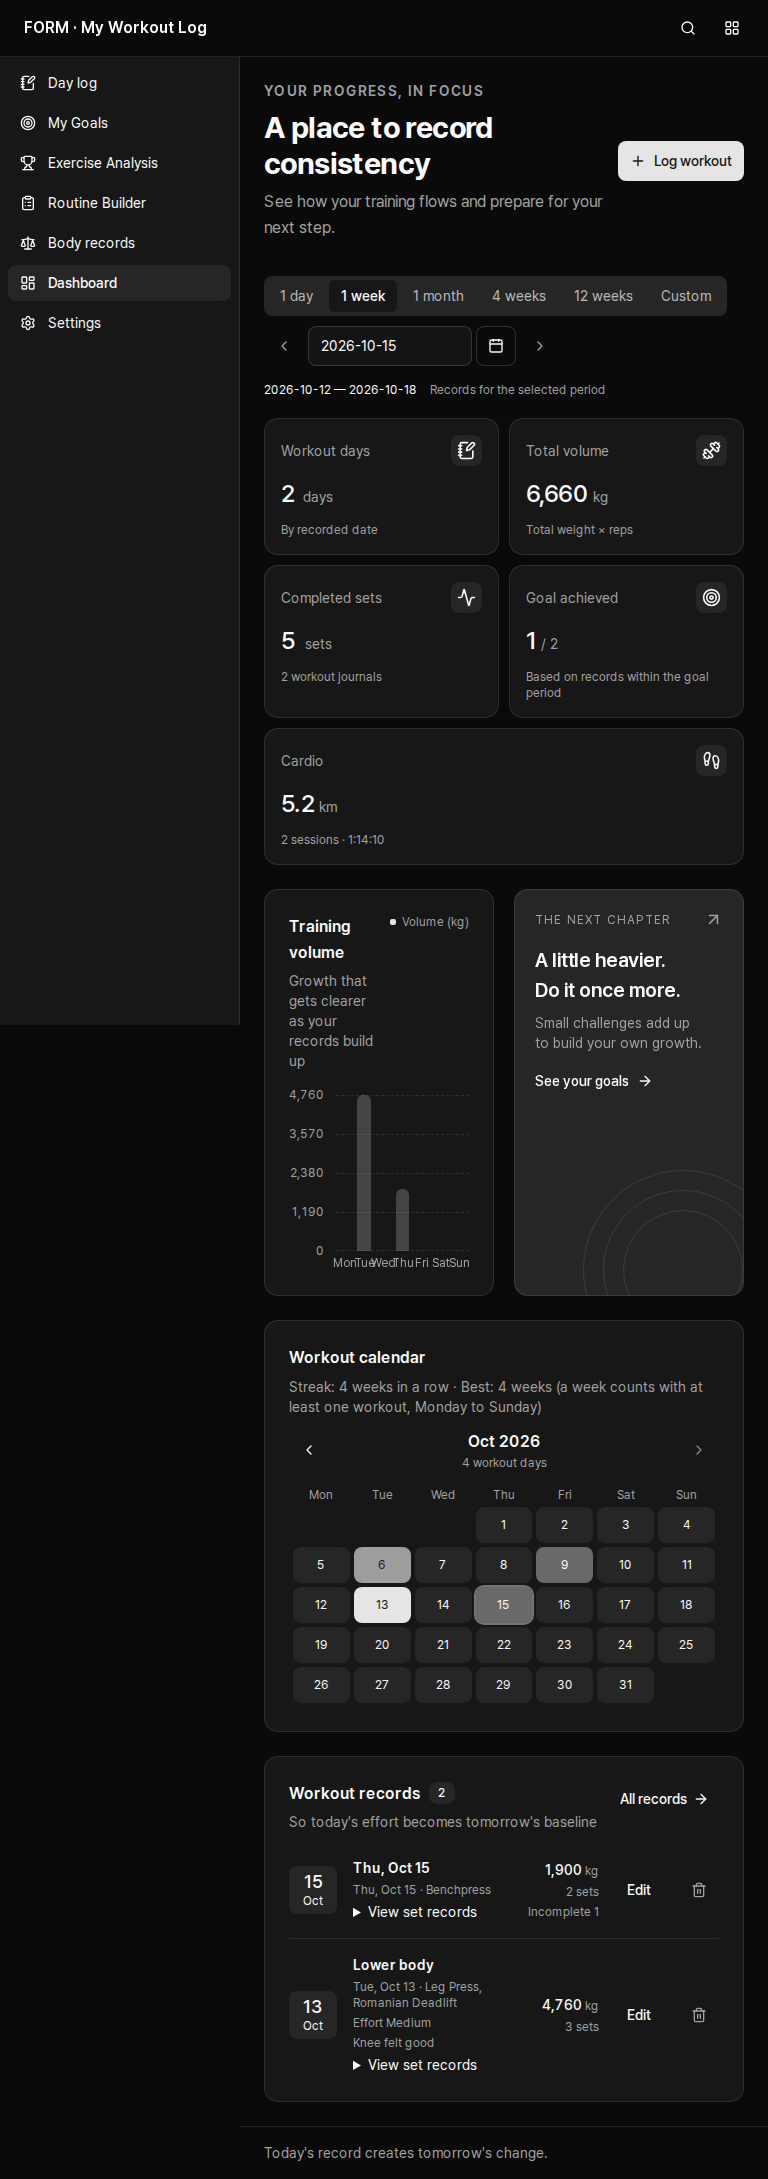 FORM · My Workout Log
Day log
My Goals
Exercise Analysis
Routine Builder
Body records
Dashboard
Settings
YOUR PROGRESS, IN FOCUS
A place to record
consistency
See how your training flows and prepare for your
next step.
Log workout
1 day 1 week 1 month 4 weeks 12 weeks Custom
2026-10-15
2026-10-12 — 2026-10-18 Records for the selected period
Workout days
2 days
By recorded date
Total volume
6,660 kg
Total weight × reps
Completed sets
5 sets
2 workout journals
Goal achieved
1 / 2
Based on records within the goal
period
Cardio
5.2 km
2 sessions · 1:14:10
Training
volume
Volume (kg)
Growth that
gets clearer
as your
records build
up
4,760
3,570
2,380
1,190
0
Mon Tue Wed Thu Fri Sat Sun
THE NEXT CHAPTER
A little heavier.
Do it once more.
Small challenges add up
to build your own growth.
See your goals
Workout calendar
Streak: 4 weeks in a row · Best: 4 weeks (a week counts with at
least one workout, Monday to Sunday)
Oct 2026
4 workout days
Mon Tue Wed Thu Fri Sat Sun
1 2 3 4
5 6 7 8 9 10 11
12 13 14 15 16 17 18
19 20 21 22 23 24 25
26 27 28 29 30 31
Workout records 2
So today's effort becomes tomorrow's baseline
All records
15
Oct
Thu, Oct 15
Thu, Oct 15 · Benchpress
View set records
1,900 kg
2 sets
Incomplete 1
Edit
13
Oct
Lower body
Tue, Oct 13 · Leg Press,
Romanian Deadlift
Effort Medium
Knee felt good
View set records
4,760 kg
3 sets
Edit
Today's record creates tomorrow's change.